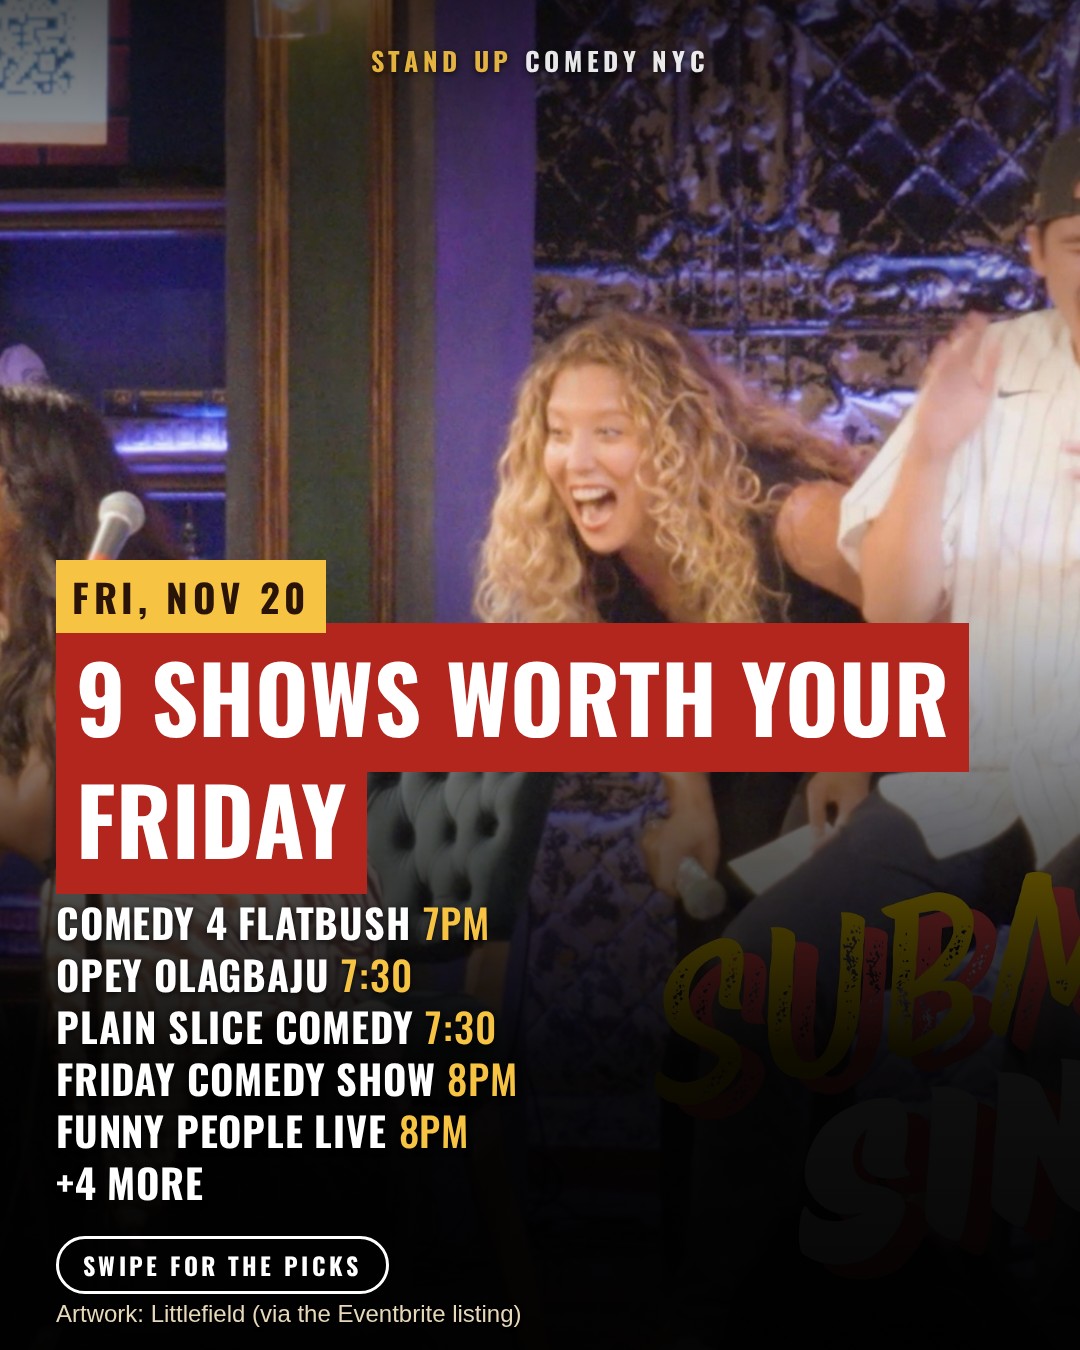 STAND UP COMEDY NYC
FRI, NOV 20
9 SHOWS WORTH YOUR
FRIDAY
COMEDY 4 FLATBUSH 7PM
OPEY OLAGBAJU 7:30
PLAIN SLICE COMEDY 7:30
FRIDAY COMEDY SHOW 8PM
FUNNY PEOPLE LIVE 8PM
+4 MORE
SWIPE FOR THE PICKS
Artwork: Littlefield (via the Eventbrite listing)